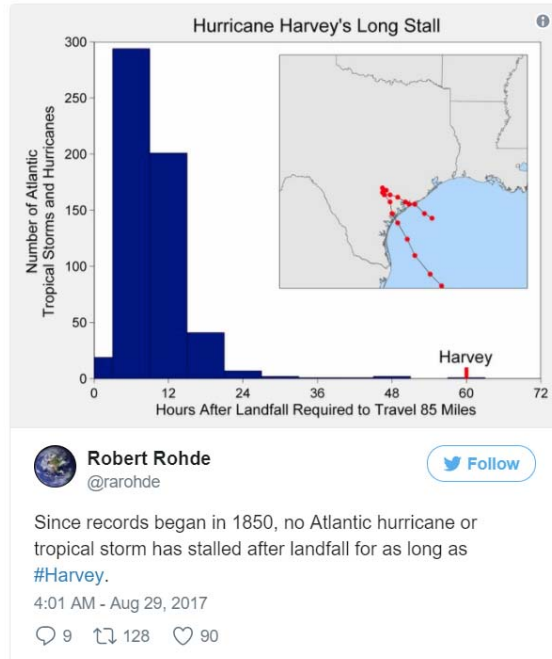 Hurricane Harvey's Long Stall
Number of Atlantic
Tropical Storms and Hurricanes
300
250
200
150
100
50
0
Harvey
0 12 24 36 48 60 72
Hours After Landfall Required to Travel 85 Miles
Robert Rohde
@rarohde
Follow
Since records began in 1850, no Atlantic hurricane or
tropical storm has stalled after landfall for as long as
#Harvey.
4:01 AM - Aug 29, 2017
9 128 90